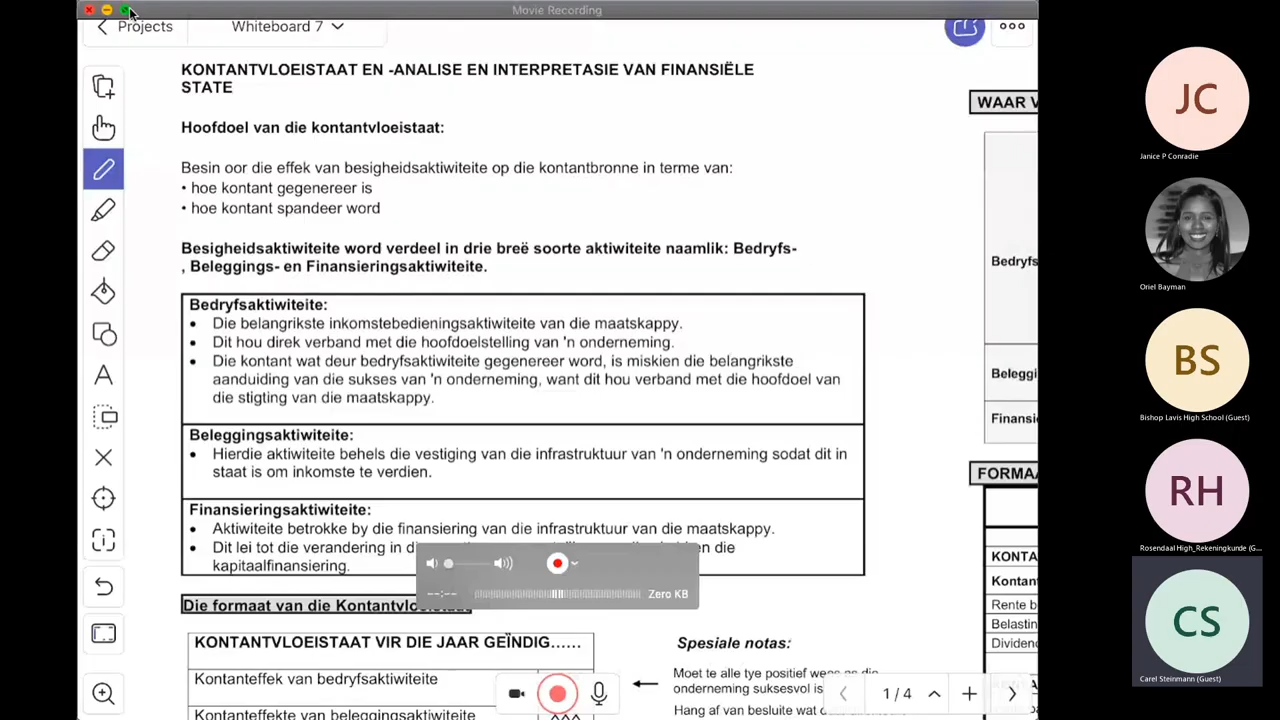 Movie Recording
Projects
Whiteboard 7
KONTANTVLOEISTAAT EN -ANALISE EN INTERPRETASIE VAN FINANSIËLE
STATE
Hoofdoel van die kontantvloeistaat:
Besin oor die effek van besigheidsaktiwiteite op die kontantbronne in terme van:
• hoe kontant gegenereer is
• hoe kontant spandeer word
Besigheidsaktiwiteite word verdeel in drie breë soorte aktiwiteite naamlik: Bedryfs-
, Beleggings- en Finansieringsaktiwiteite.
Bedryfsaktiwiteite:
• Die belangrikste inkomstebedieningsaktiwiteite van die maatskappy.
• Dit hou direk verband met die hoofdoelstelling van 'n onderneming.
• Die kontant wat deur bedryfsaktiwiteite gegenereer word, is miskien die belangrikste
aanduiding van die sukses van 'n onderneming, want dit hou verband met die hoofdoel van
die stigting van die maatskappy.
Beleggingsaktiwiteite:
• Hierdie aktiwiteite behels die vestiging van die infrastruktuur van 'n onderneming sodat dit in
staat is om inkomste te verdien.
Finansieringsaktiwiteite:
• Aktiwiteite betrokke by die finansiering van die infrastruktuur van die maatskappy.
• Dit lei tot die verandering in die
kapitaalfinansiering.
Die formaat van die Kontantvloeistaat
KONTANTVLOEISTAAT VIR DIE JAAR GEÏNDIG......
Kontanteffek van bedryfsaktiwiteite
Kontanteffekte van beleggingsaktiwiteite
Spesiale notas:
Moet te alle tye positief wees
onderneming suksesvol is
Hang af van besluite wat
--:--
Zero KB
1/4
WAAR V
Bedryfs
Beleggi
Finansi
FORMA
KONTA
Kontant
Rente b
Belastin
Dividen
JC
Janice P Conradie
Oriel Bayman
BS
Bishop Lavis High School (Guest)
RH
Rosendaal High_Rekeningkunde (G...
CS
Carel Steinmann (Guest)